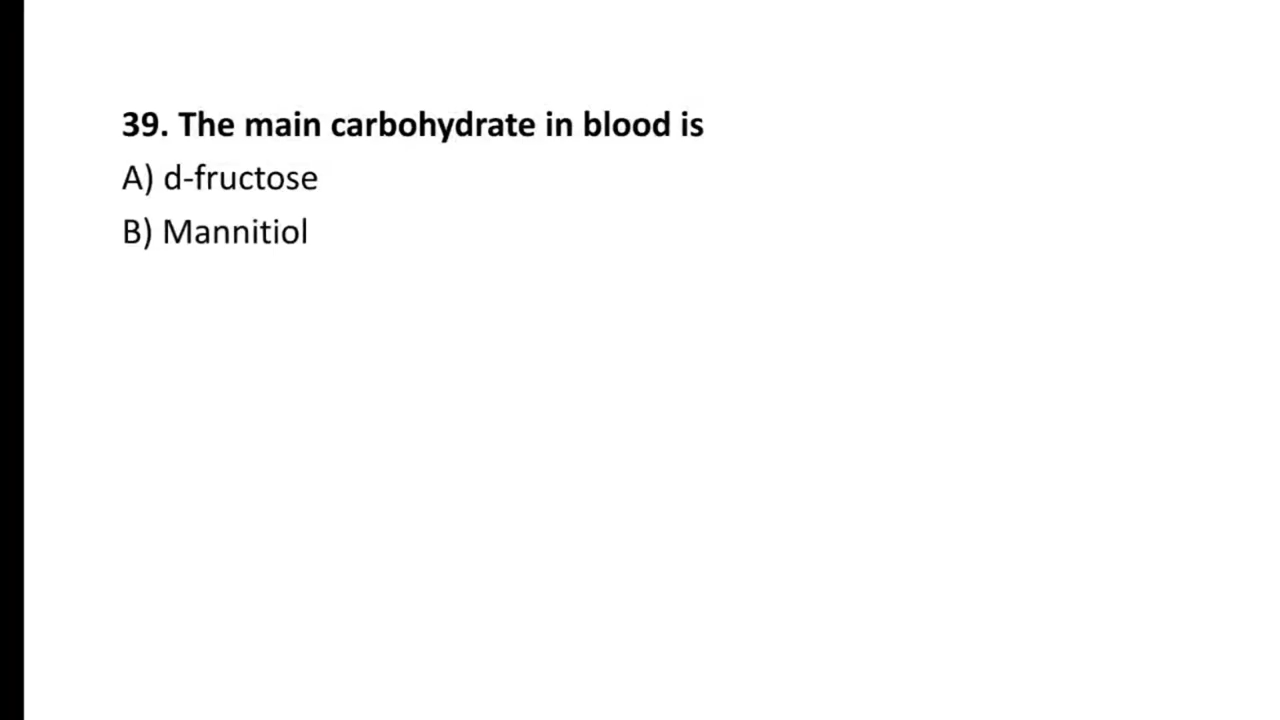 39. The main carbohydrate in blood is
A) d-fructose
B) Mannitiol